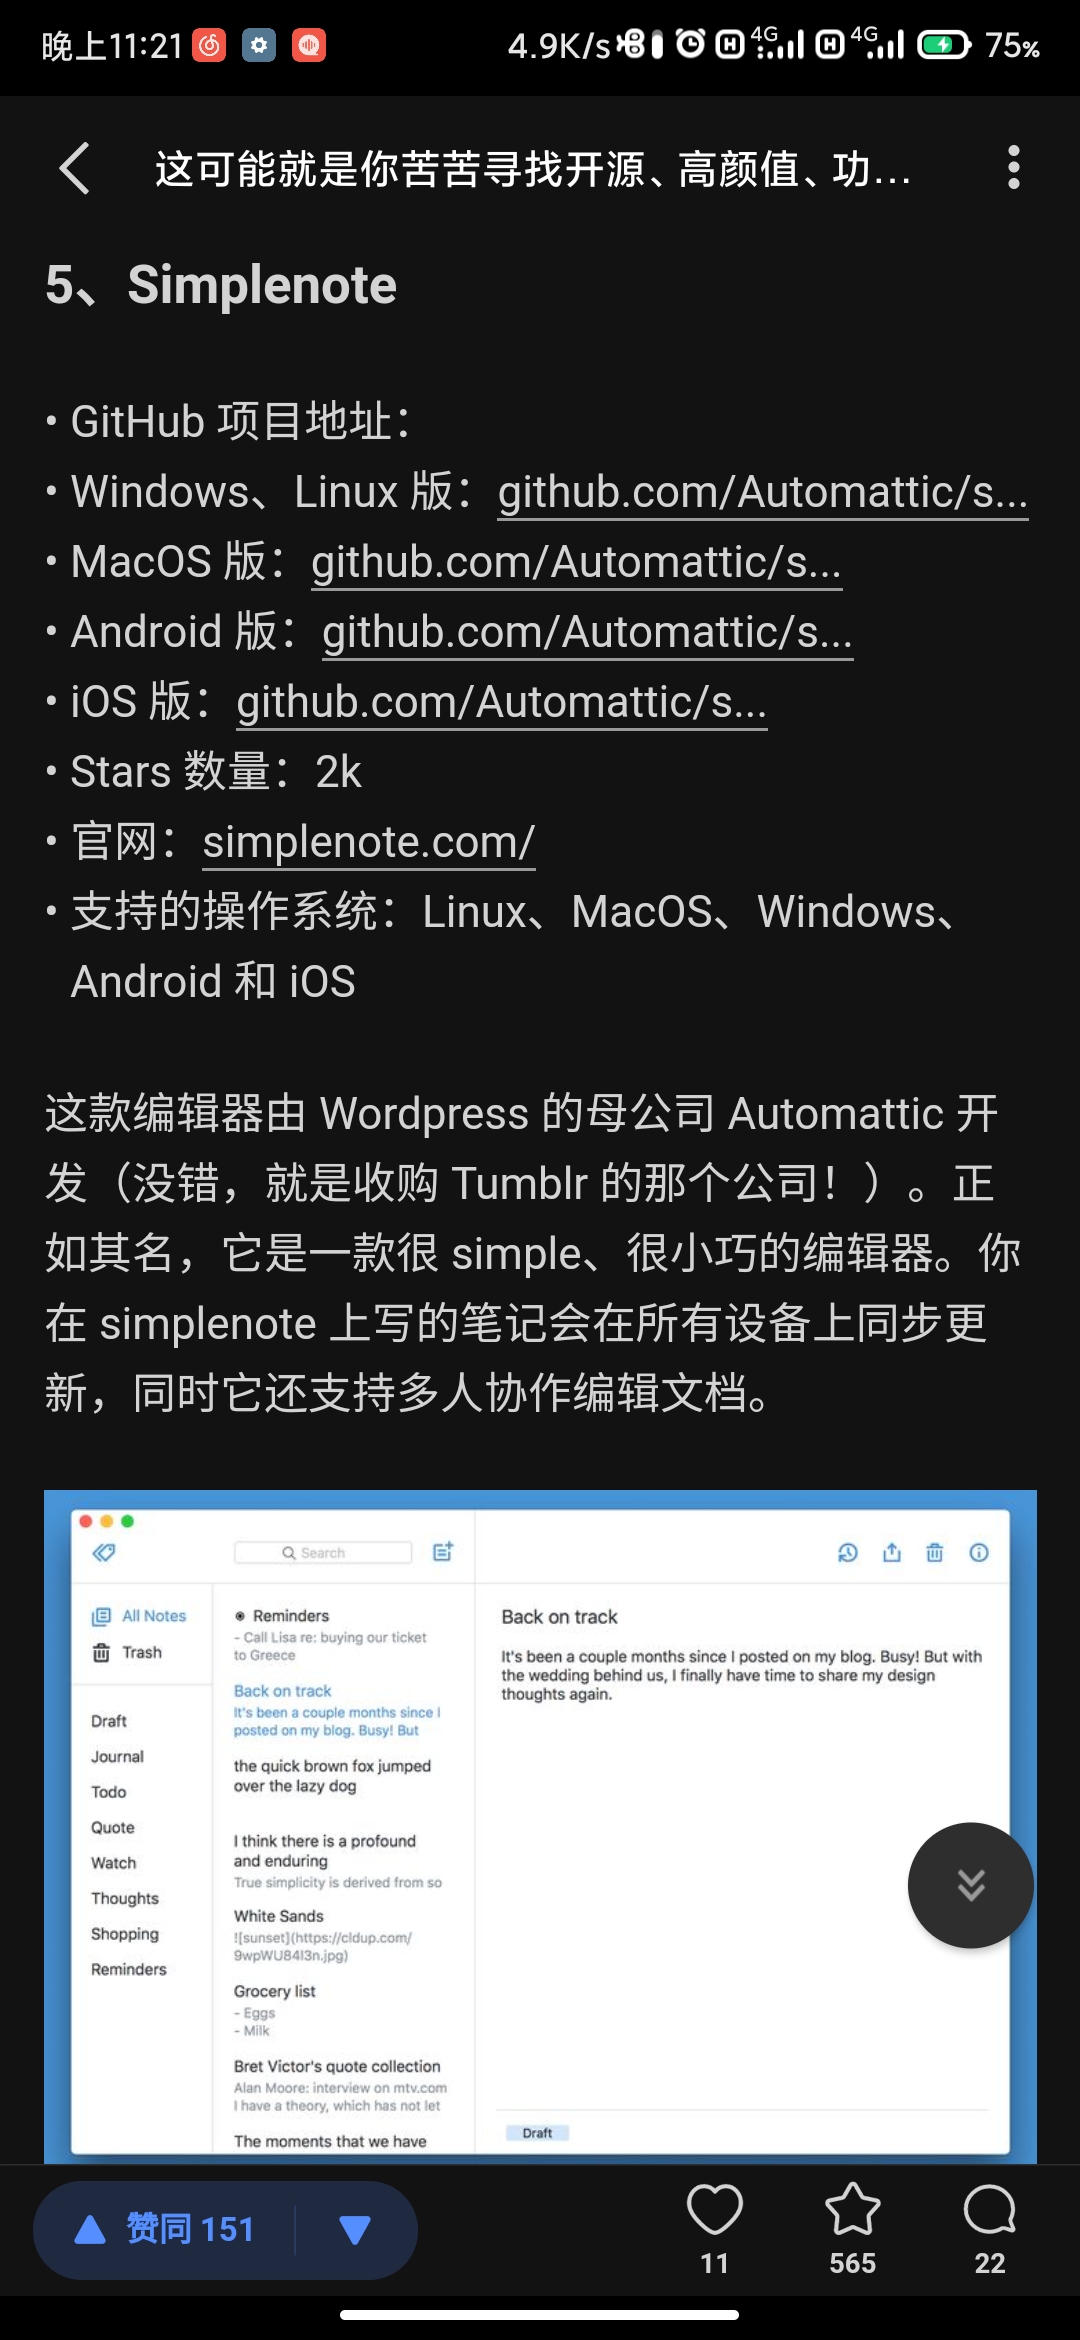 晚上11:21
4.9K/s
4G
4G
75%
这可能就是你苦苦寻找开源、高颜值、功...
5、Simplenote
• GitHub 项目地址：
• Windows、Linux 版：github.com/Automattic/s...
• MacOS 版：github.com/Automattic/s...
• Android 版：github.com/Automattic/s...
• iOS 版：github.com/Automattic/s...
• Stars 数量：2k
• 官网：simplenote.com/
• 支持的操作系统：Linux、MacOS、Windows、
Android 和 iOS
这款编辑器由 Wordpress 的母公司 Automattic 开
发（没错，就是收购 Tumblr 的那个公司！）。正
如其名，它是一款很 simple、很小巧的编辑器。你
在 simplenote 上写的笔记会在所有设备上同步更
新，同时它还支持多人协作编辑文档。
Search
All Notes
Trash
Draft
Journal
Todo
Quote
Watch
Thoughts
Shopping
Reminders
Reminders
- Call Lisa re: buying our ticket
to Greece
Back on track
It's been a couple months since I
posted on my blog. Busy! But
the quick brown fox jumped
over the lazy dog
I think there is a profound
and enduring
True simplicity is derived from so
White Sands
![sunset](https://cldup.com/
9wpWU84l3n.jpg)
Grocery list
- Eggs
- Milk
Bret Victor's quote collection
Alan Moore: interview on mtv.com
I have a theory, which has not let
The moments that we have
Back on track
It's been a couple months since I posted on my blog. Busy! But with
the wedding behind us, I finally have time to share my design
thoughts again.
Draft
赞同 151
11
565
22